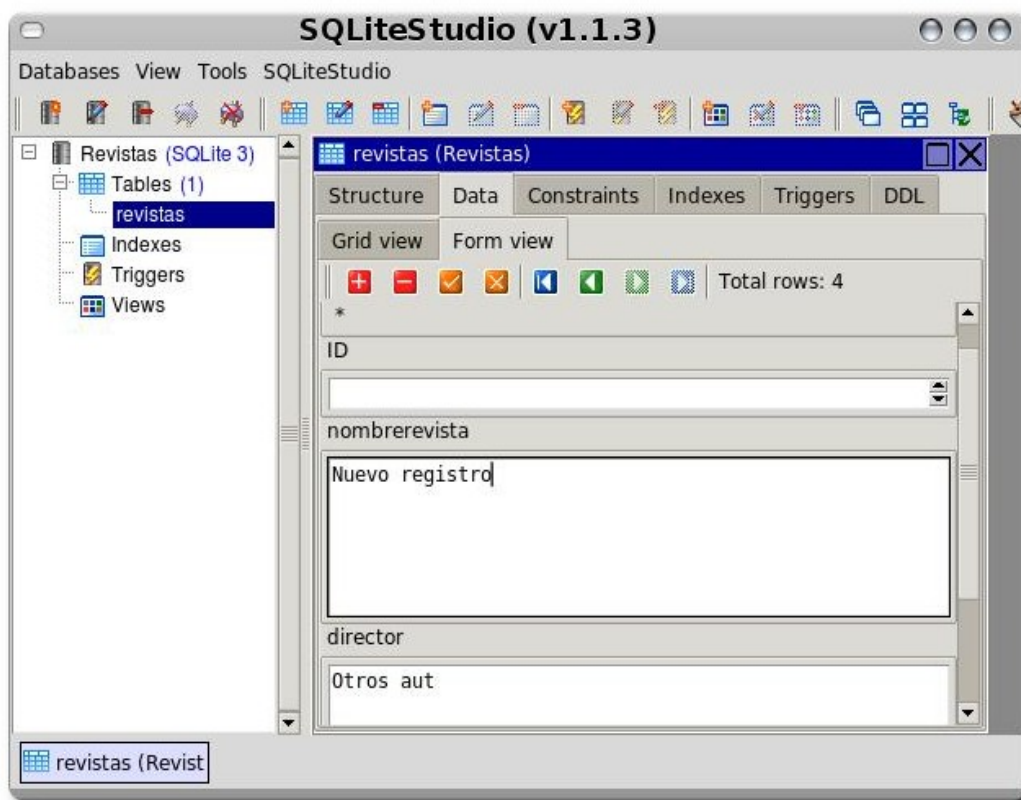 SQLiteStudio (v1.1.3)
Databases View Tools SQLiteStudio
Revistas (SQLite 3)
Tables (1)
revistas
Indexes
Triggers
Views
revistas (Revistas)
Structure Data Constraints Indexes Triggers DDL
Grid view Form view
Total rows: 4
*
ID
nombrerevista
Nuevo registro
director
Otros aut
revistas (Revist